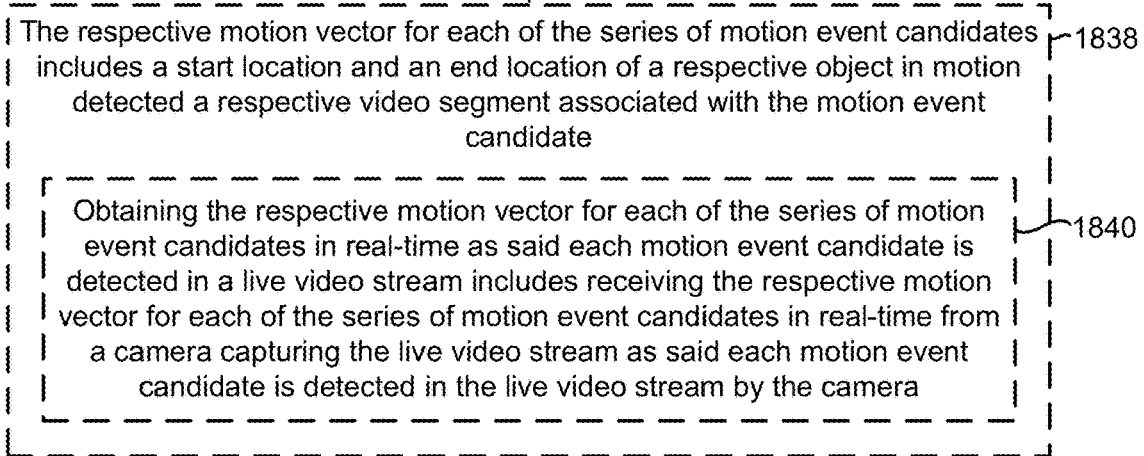 The respective motion vector for each of the series of motion event candidates
1838
includes a start location and an end location of a respective object in motion
detected a respective video segment associated with the motion event
candidate
Obtaining the respective motion vector for each of the series of motion
event candidates in real-time as said each motion event candidate is
1840
detected in a live video stream includes receiving the respective motion
vector for each of the series of motion event candidates in real-time from
a camera capturing the live video stream as said each motion event
candidate is detected in the live video stream by the camera